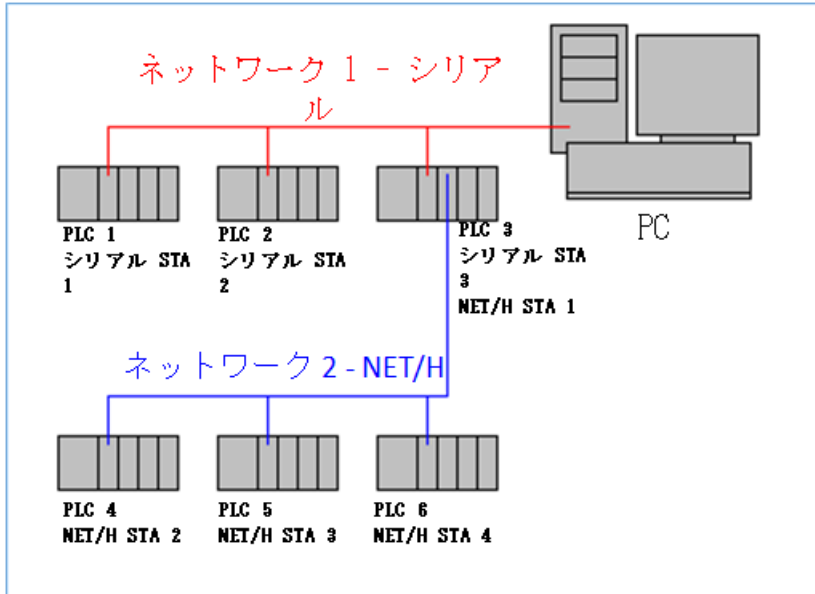 ネットワーク 1 - シリア
ル
PC
PLC 1
シリアル STA
1
PLC 2
シリアル STA
2
PLC 3
シリアル STA
3
NET/H STA 1
ネットワーク 2 - NET/H
PLC 4
NET/H STA 2
PLC 5
NET/H STA 3
PLC 6
NET/H STA 4